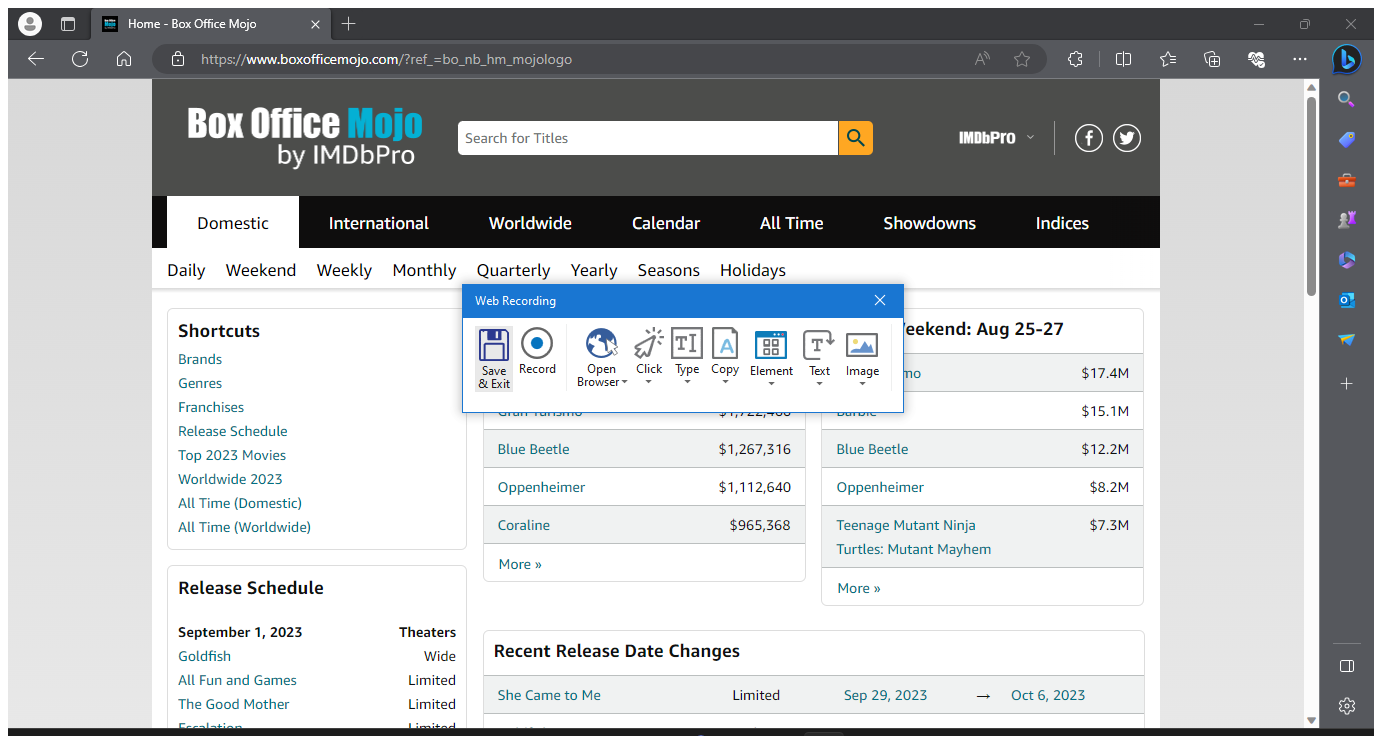 Home - Box Office Mojo
https://www.boxofficemojo.com/?ref_=bo_nb_hm_mojologo
Box Office Mojo
by IMDbPro
Search for Titles
IMDbPro
Domestic
International
Worldwide
Calendar
All Time
Showdowns
Indices
Daily
Weekend
Weekly
Monthly
Quarterly
Yearly
Seasons
Holidays
Web Recording
Save
& Exit
Record
Open
Browser
Click
Type
Copy
Element
Text
Image
Shortcuts
Brands
Genres
Franchises
Release Schedule
Top 2023 Movies
Worldwide 2023
All Time (Domestic)
All Time (Worldwide)
Release Schedule
September 1, 2023 Theaters
Goldfish Wide
All Fun and Games Limited
The Good Mother Limited
Escalation Limited
Gran Turismo
Blue Beetle $1,267,316
Oppenheimer $1,112,640
Coraline $965,368
More »
Weekend: Aug 25-27
mo $17.4M
Barbie $15.1M
Blue Beetle $12.2M
Oppenheimer $8.2M
Teenage Mutant Ninja $7.3M
Turtles: Mutant Mayhem
More »
Recent Release Date Changes
She Came to Me Limited Sep 29, 2023 → Oct 6, 2023